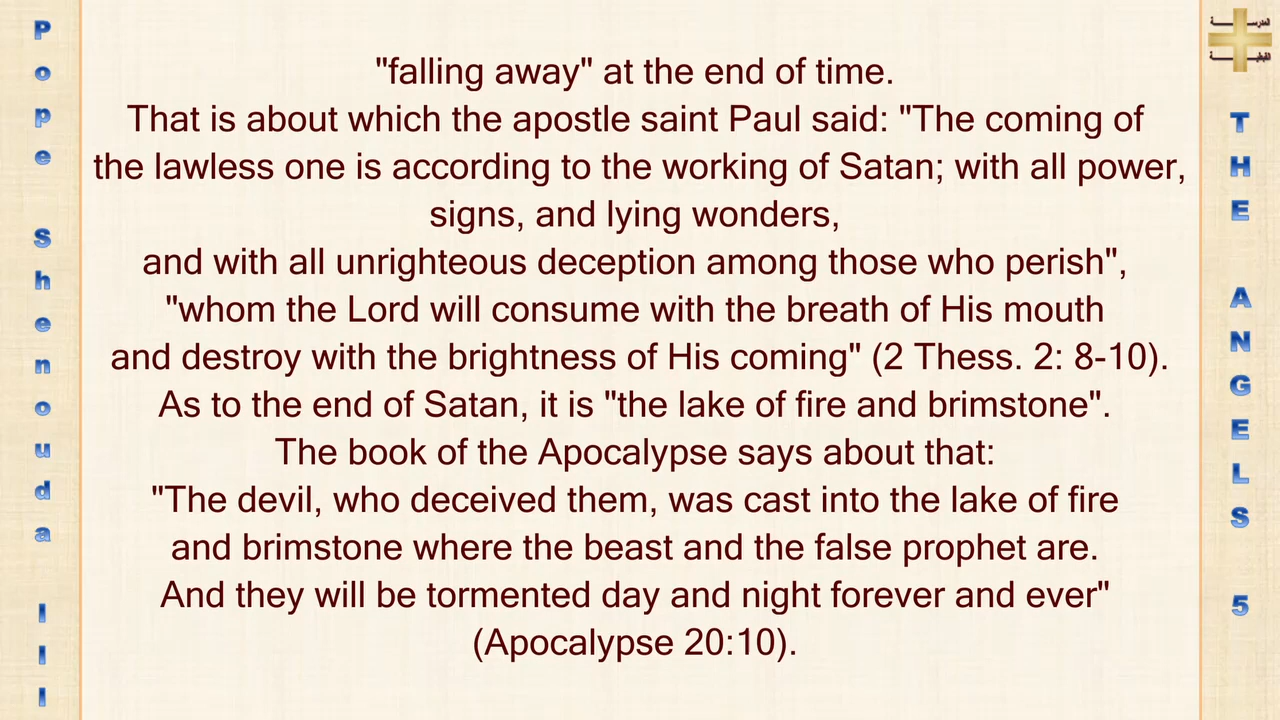 Pope Shenouda III
"falling away" at the end of time.
That is about which the apostle saint Paul said: "The coming of
the lawless one is according to the working of Satan; with all power,
signs, and lying wonders,
and with all unrighteous deception among those who perish",
"whom the Lord will consume with the breath of His mouth
and destroy with the brightness of His coming" (2 Thess. 2: 8-10).
As to the end of Satan, it is "the lake of fire and brimstone".
The book of the Apocalypse says about that:
"The devil, who deceived them, was cast into the lake of fire
and brimstone where the beast and the false prophet are.
And they will be tormented day and night forever and ever"
(Apocalypse 20:10).
المدرسة
القبطية
THE ANGELS 5